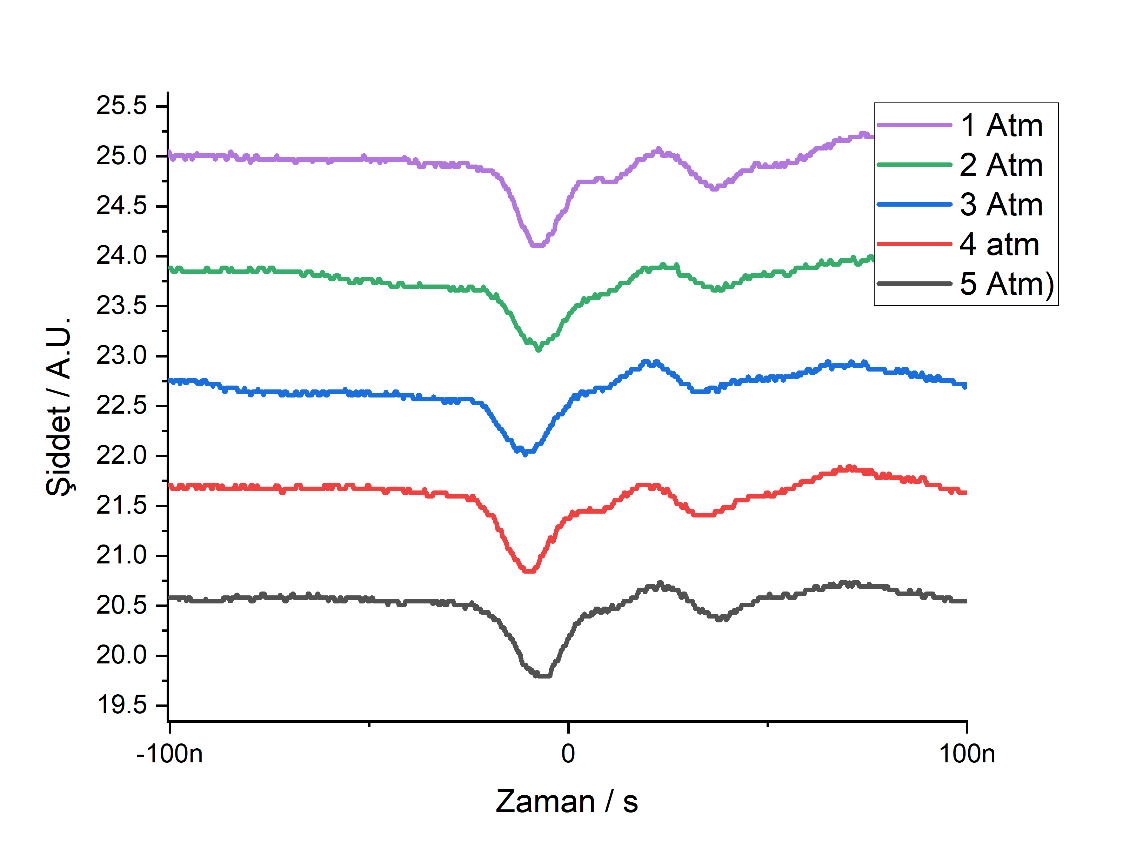 25.5
25.0
24.5
24.0
23.5
23.0
22.5
22.0
21.5
21.0
20.5
20.0
19.5
Şiddet / A.U.
-100n
0
100n
Zaman / s
1 Atm
2 Atm
3 Atm
4 atm
5 Atm)